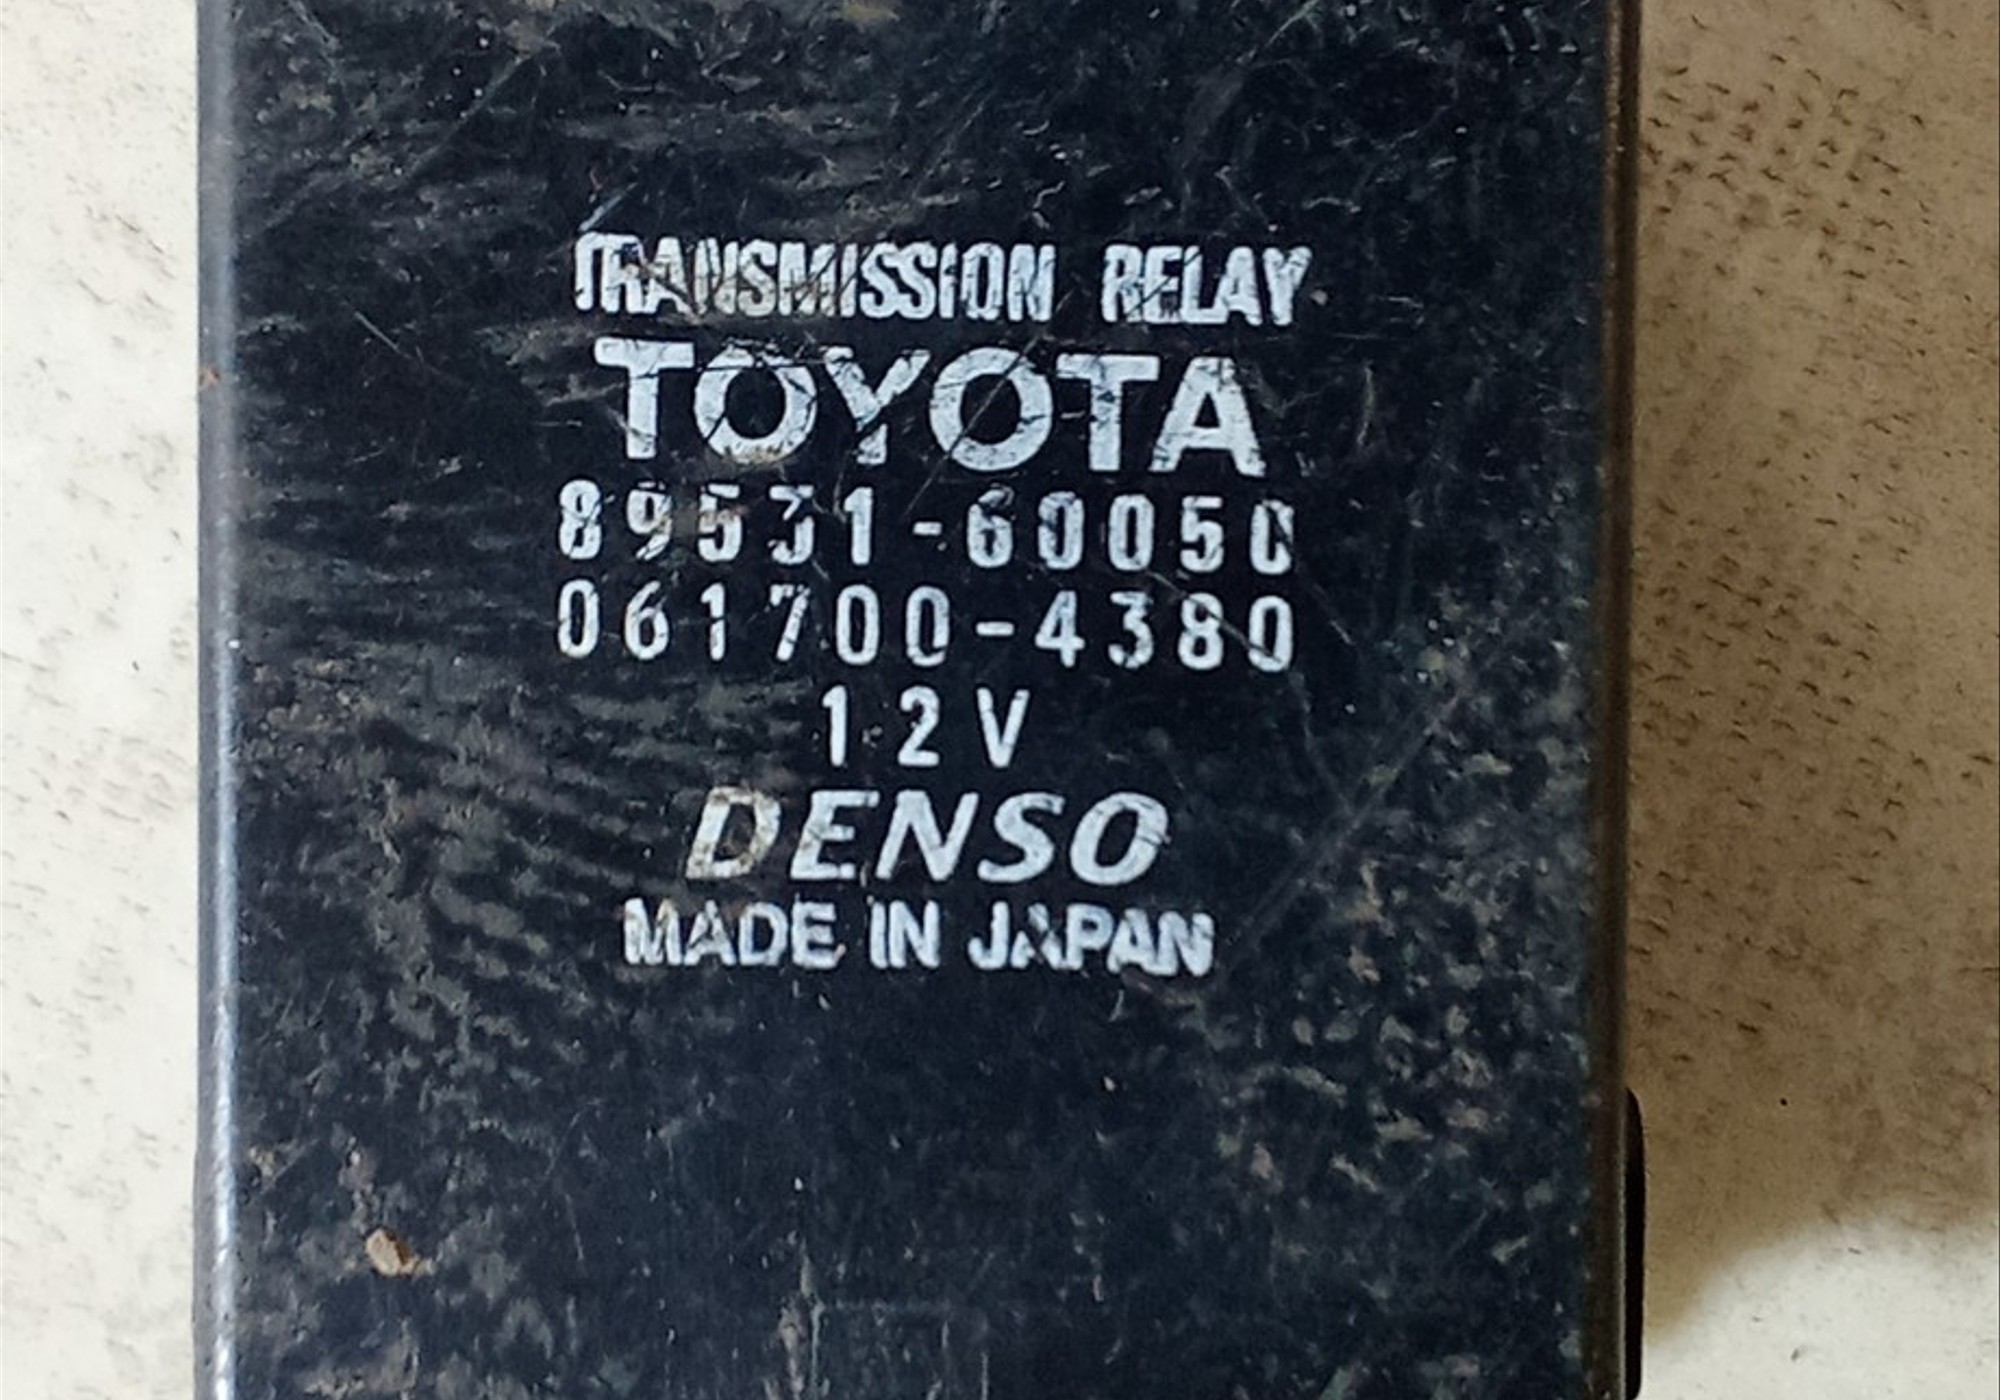 TRANSMISSION RELAY
TOYOTA
89531-60050
061700-4380
12V
DENSO
MADE IN JAPAN